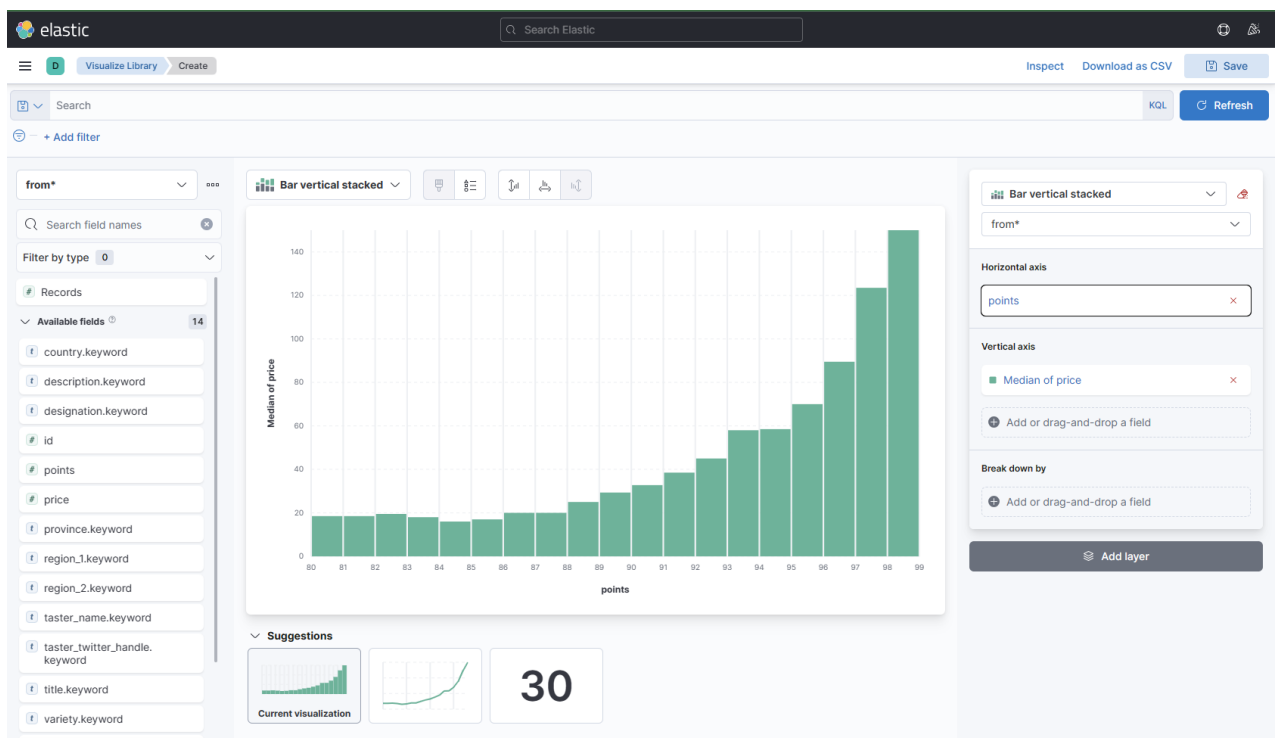 elastic
Search Elastic
D
Visualize Library
Create
Inspect
Download as CSV
Save
Search
KQL
Refresh
+ Add filter
from*
Search field names
Filter by type 0
# Records
Available fields ? 14
t country.keyword
t description.keyword
t designation.keyword
# id
# points
# price
t province.keyword
t region_1.keyword
t region_2.keyword
t taster_name.keyword
t taster_twitter_handle.
keyword
t title.keyword
t variety.keyword
Bar vertical stacked
140
120
100
80
60
40
20
0
Median of price
80 81 82 83 84 85 86 87 88 89 90 91 92 93 94 95 96 97 98 99
points
Suggestions
Current visualization
30
Bar vertical stacked
from*
Horizontal axis
points
Vertical axis
Median of price
Add or drag-and-drop a field
Break down by
Add or drag-and-drop a field
Add layer